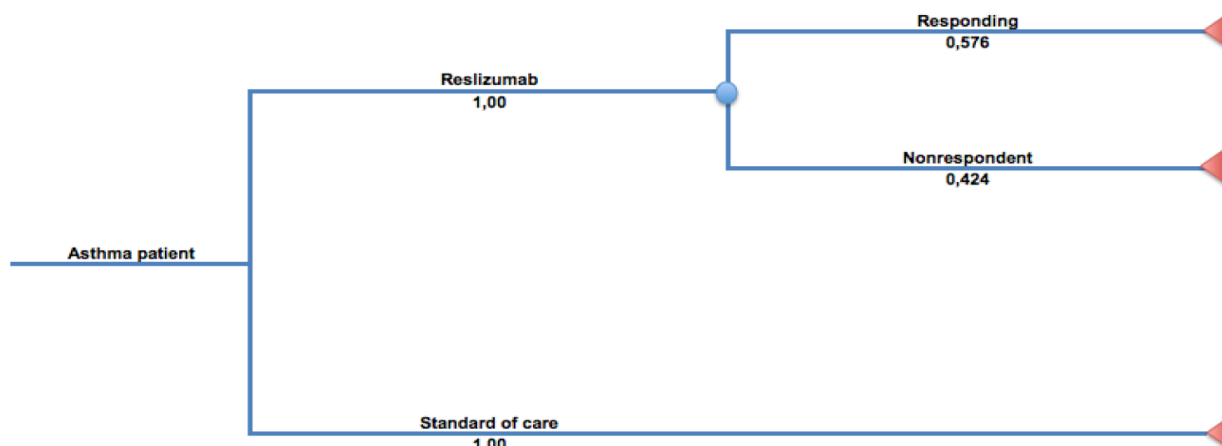 Responding
0,576
Reslizumab
1,00
Nonrespondent
0,424
Asthma patient
Standard of care
1,00